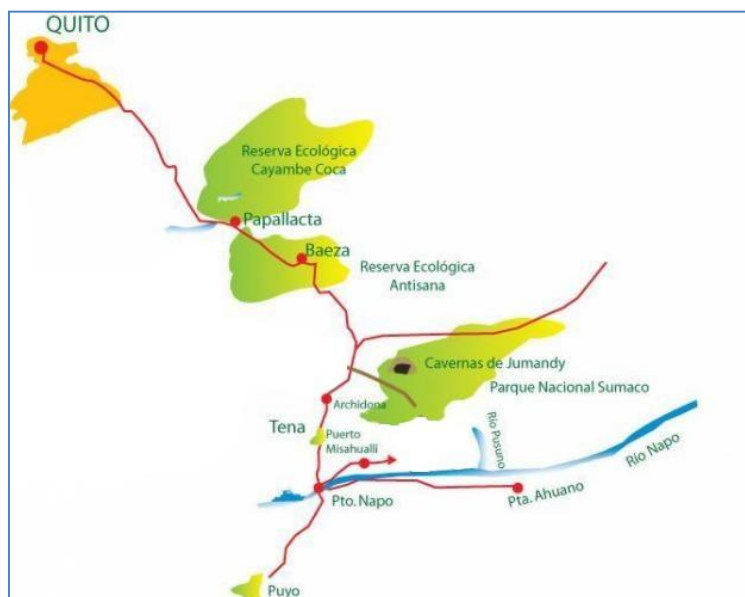 QUITO
Reserva Ecológica
Cayambe Coca
Papallacta
Baeza
Reserva Ecológica
Antisana
Cavernas de Jumandy
Parque Nacional Sumaco
Archidona
Tena
Puerto
Misahualli
Río Pusuno
Río Napo
Pto. Napo
Pta. Ahuano
Puyo